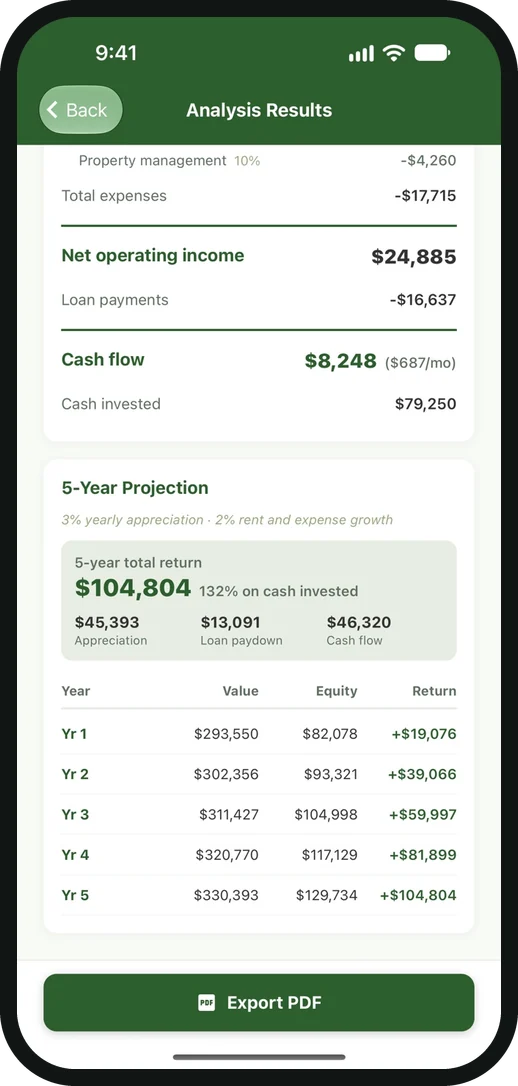 9:41
Back Analysis Results
Property management 10% -$4,260
Total expenses -$17,715
Net operating income $24,885
Loan payments -$16,637
Cash flow $8,248 ($687/mo)
Cash invested $79,250
5-Year Projection
3% yearly appreciation · 2% rent and expense growth
5-year total return
$104,804 132% on cash invested
$45,393 $13,091 $46,320
Appreciation Loan paydown Cash flow
Year Value Equity Return
Yr 1 $293,550 $82,078 +$19,076
Yr 2 $302,356 $93,321 +$39,066
Yr 3 $311,427 $104,998 +$59,997
Yr 4 $320,770 $117,129 +$81,899
Yr 5 $330,393 $129,734 +$104,804
PDF Export PDF